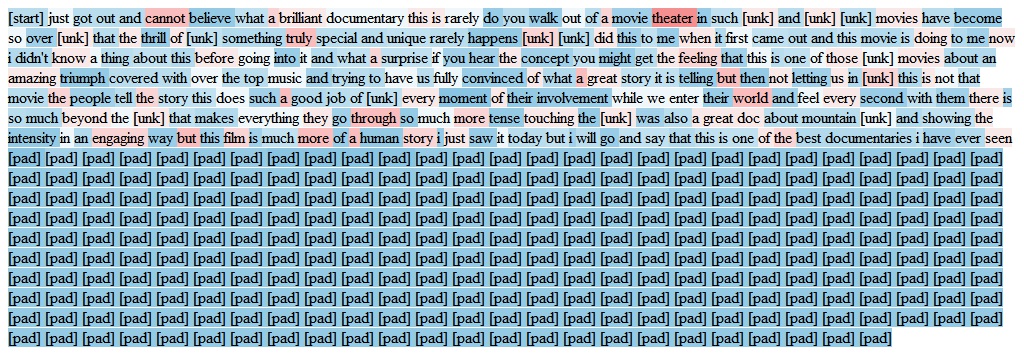 [start] just got out and cannot believe what a brilliant documentary this is rarely do you walk out of a movie theater in such [unk] and [unk] [unk] movies have become
so over [unk] that the thrill of [unk] something truly special and unique rarely happens [unk] [unk] did this to me when it first came out and this movie is doing to me now
i didn't know a thing about this before going into it and what a surprise if you hear the concept you might get the feeling that this is one of those [unk] movies about an
amazing triumph covered with over the top music and trying to have us fully convinced of what a great story it is telling but then not letting us in [unk] this is not that
movie the people tell the story this does such a good job of [unk] every moment of their involvement while we enter their world and feel every second with them there is
so much beyond the [unk] that makes everything they go through so much more tense touching the [unk] was also a great doc about mountain [unk] and showing the
intensity in an engaging way but this film is much more of a human story i just saw it today but i will go and say that this is one of the best documentaries i have ever seen
[pad] [pad] [pad] [pad] [pad] [pad] [pad] [pad] [pad] [pad] [pad] [pad] [pad] [pad] [pad] [pad] [pad] [pad] [pad] [pad] [pad] [pad] [pad] [pad] [pad] [pad] [pad]
[pad] [pad] [pad] [pad] [pad] [pad] [pad] [pad] [pad] [pad] [pad] [pad] [pad] [pad] [pad] [pad] [pad] [pad] [pad] [pad] [pad] [pad] [pad] [pad] [pad] [pad] [pad]
[pad] [pad] [pad] [pad] [pad] [pad] [pad] [pad] [pad] [pad] [pad] [pad] [pad] [pad] [pad] [pad] [pad] [pad] [pad] [pad] [pad] [pad] [pad] [pad] [pad] [pad] [pad]
[pad] [pad] [pad] [pad] [pad] [pad] [pad] [pad] [pad] [pad] [pad] [pad] [pad] [pad] [pad] [pad] [pad] [pad] [pad] [pad] [pad] [pad] [pad] [pad] [pad] [pad] [pad]
[pad] [pad] [pad] [pad] [pad] [pad] [pad] [pad] [pad] [pad] [pad] [pad] [pad] [pad] [pad] [pad] [pad] [pad] [pad] [pad] [pad] [pad] [pad] [pad] [pad] [pad] [pad]
[pad] [pad] [pad] [pad] [pad] [pad] [pad] [pad] [pad] [pad] [pad] [pad] [pad] [pad] [pad] [pad] [pad] [pad] [pad] [pad] [pad] [pad] [pad] [pad] [pad] [pad] [pad]
[pad] [pad] [pad] [pad] [pad] [pad] [pad] [pad] [pad] [pad] [pad] [pad] [pad] [pad] [pad] [pad] [pad] [pad] [pad] [pad] [pad] [pad] [pad] [pad] [pad] [pad] [pad]
[pad] [pad] [pad] [pad] [pad] [pad] [pad] [pad] [pad] [pad] [pad] [pad] [pad] [pad] [pad] [pad] [pad] [pad] [pad] [pad] [pad] [pad] [pad] [pad] [pad] [pad] [pad]
[pad] [pad] [pad] [pad] [pad] [pad] [pad] [pad] [pad] [pad] [pad] [pad] [pad] [pad] [pad] [pad] [pad] [pad] [pad] [pad] [pad] [pad] [pad] [pad] [pad] [pad] [pad]
[pad] [pad] [pad] [pad] [pad] [pad] [pad] [pad] [pad] [pad] [pad] [pad] [pad] [pad] [pad] [pad] [pad] [pad] [pad] [pad] [pad] [pad] [pad] [pad]